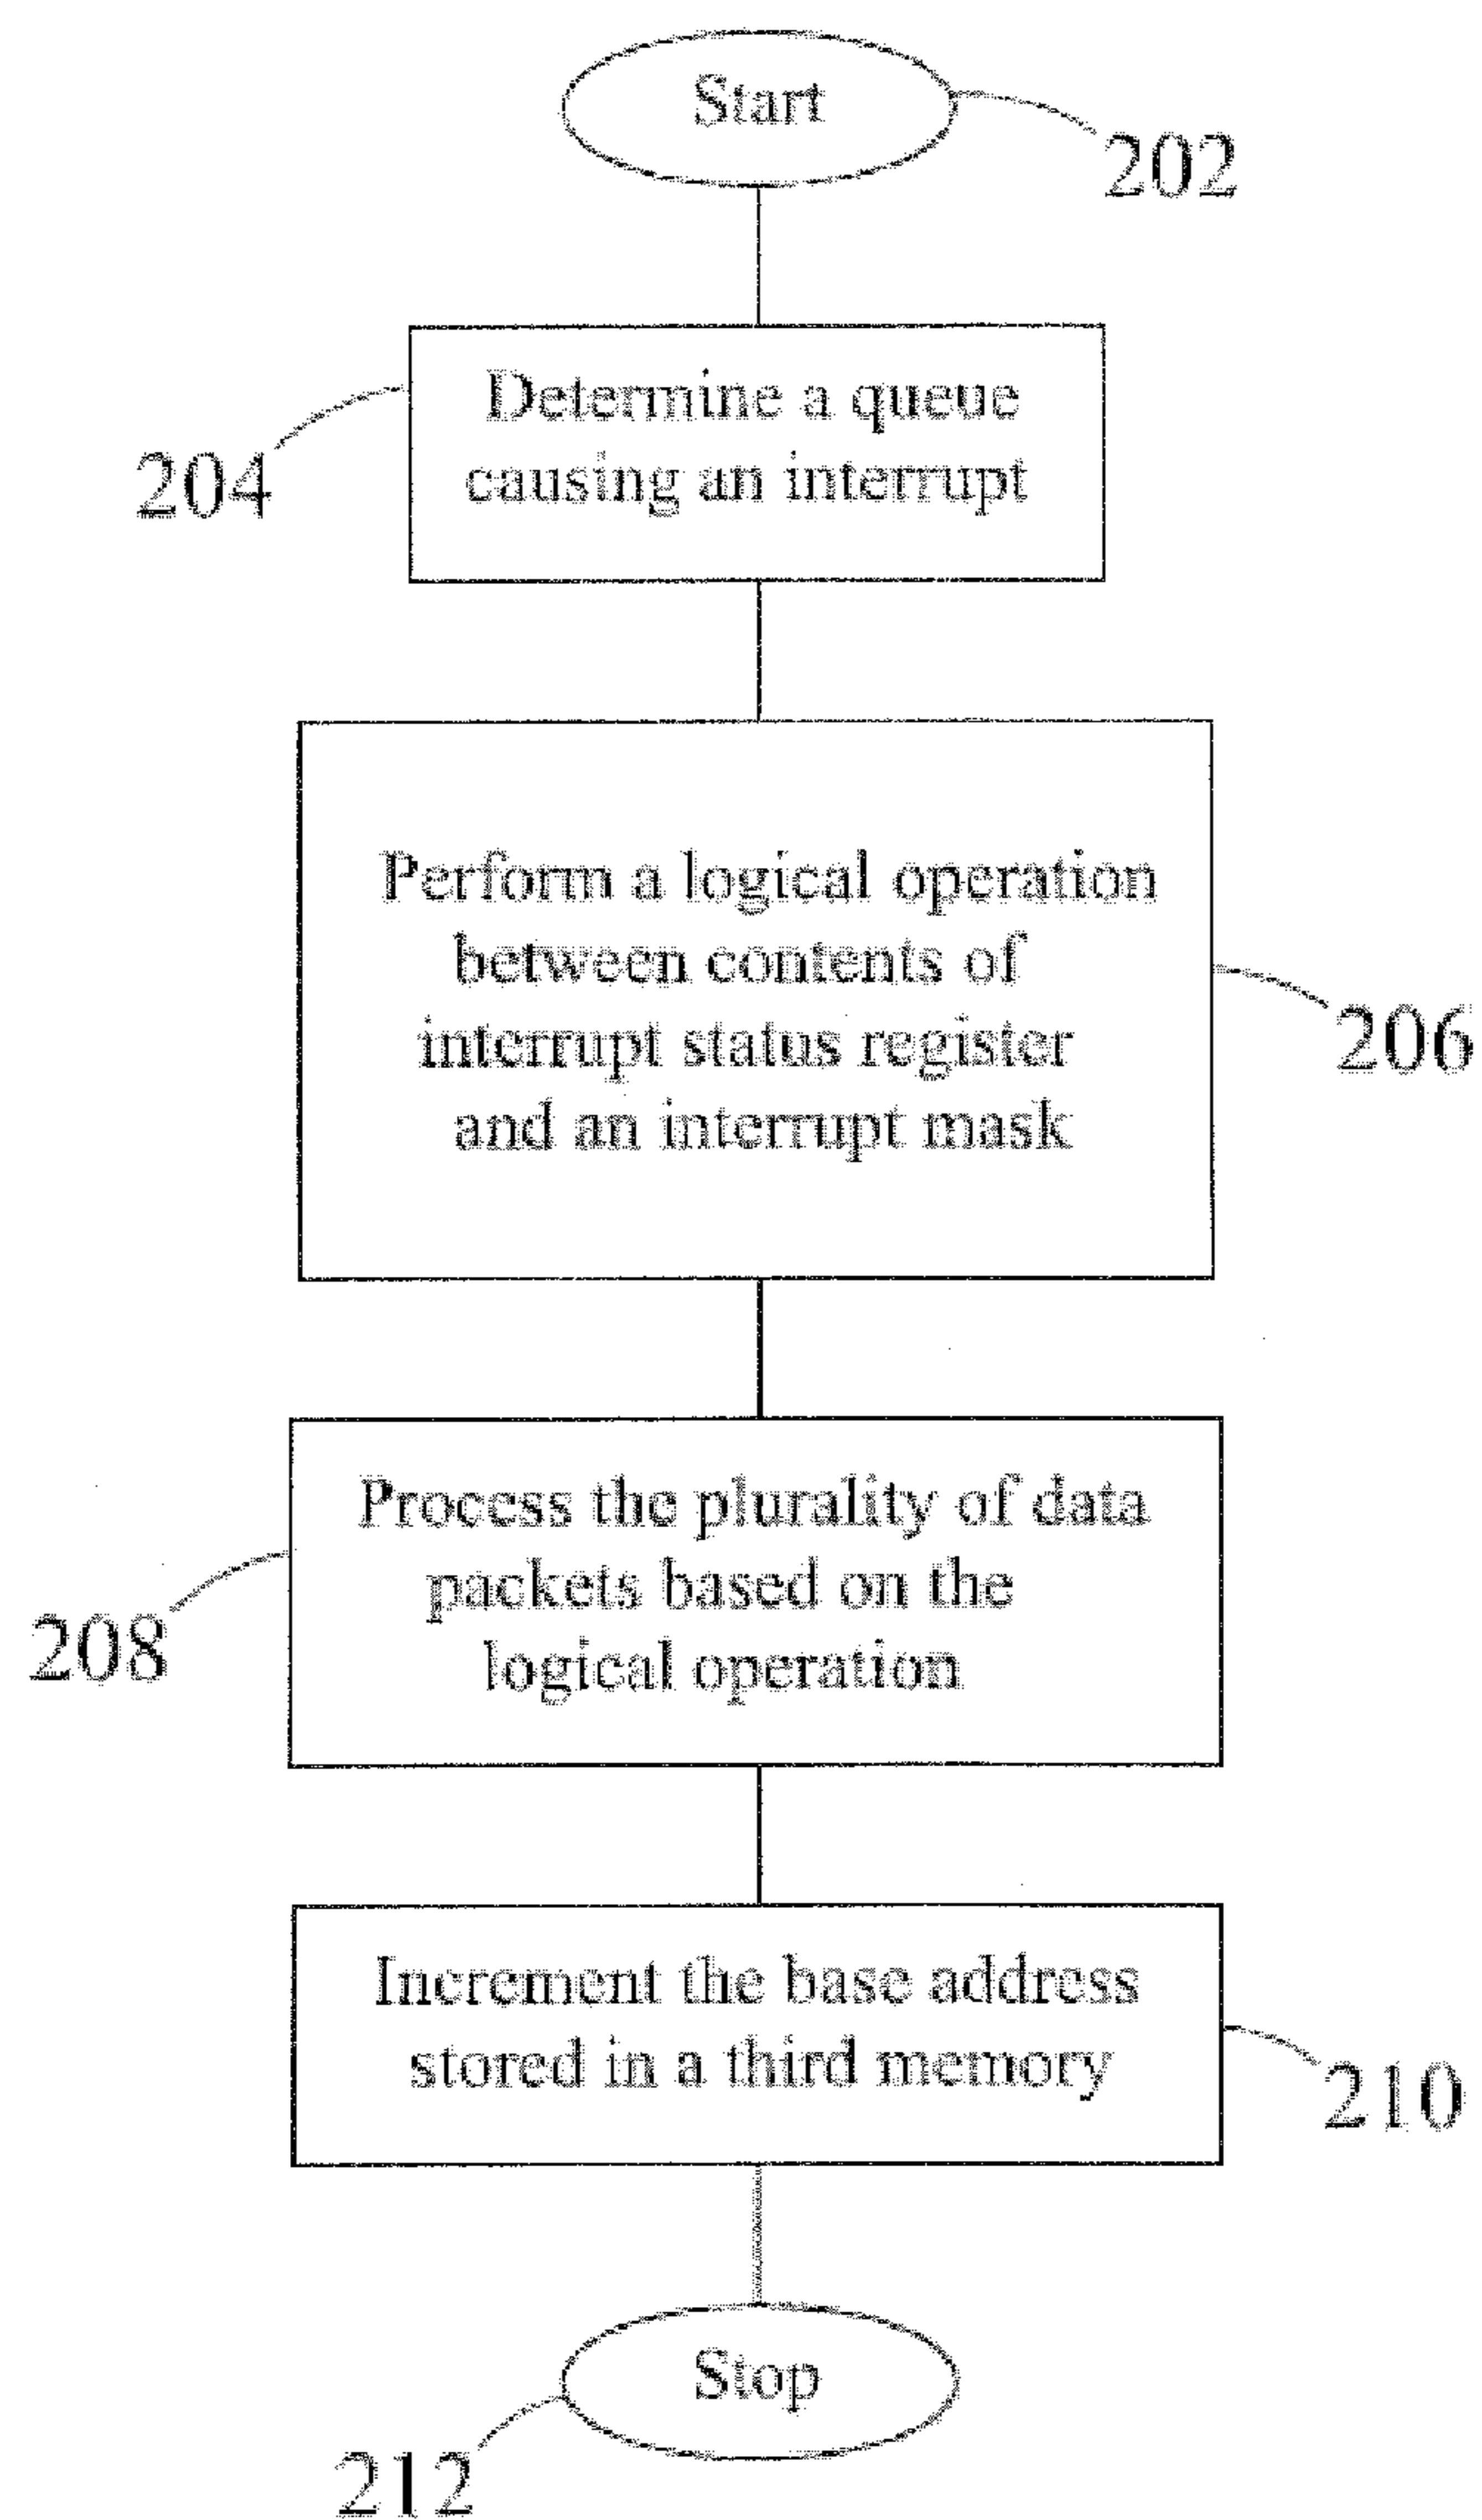 Start
202
Determine a queue
causing an interrupt
204
Perform a logical operation
between contents of
interrupt status register
and an interrupt mask
206
Process the plurality of data
packets based on the
logical operation
208
Increment the base address
stored in a third memory
210
Stop
212